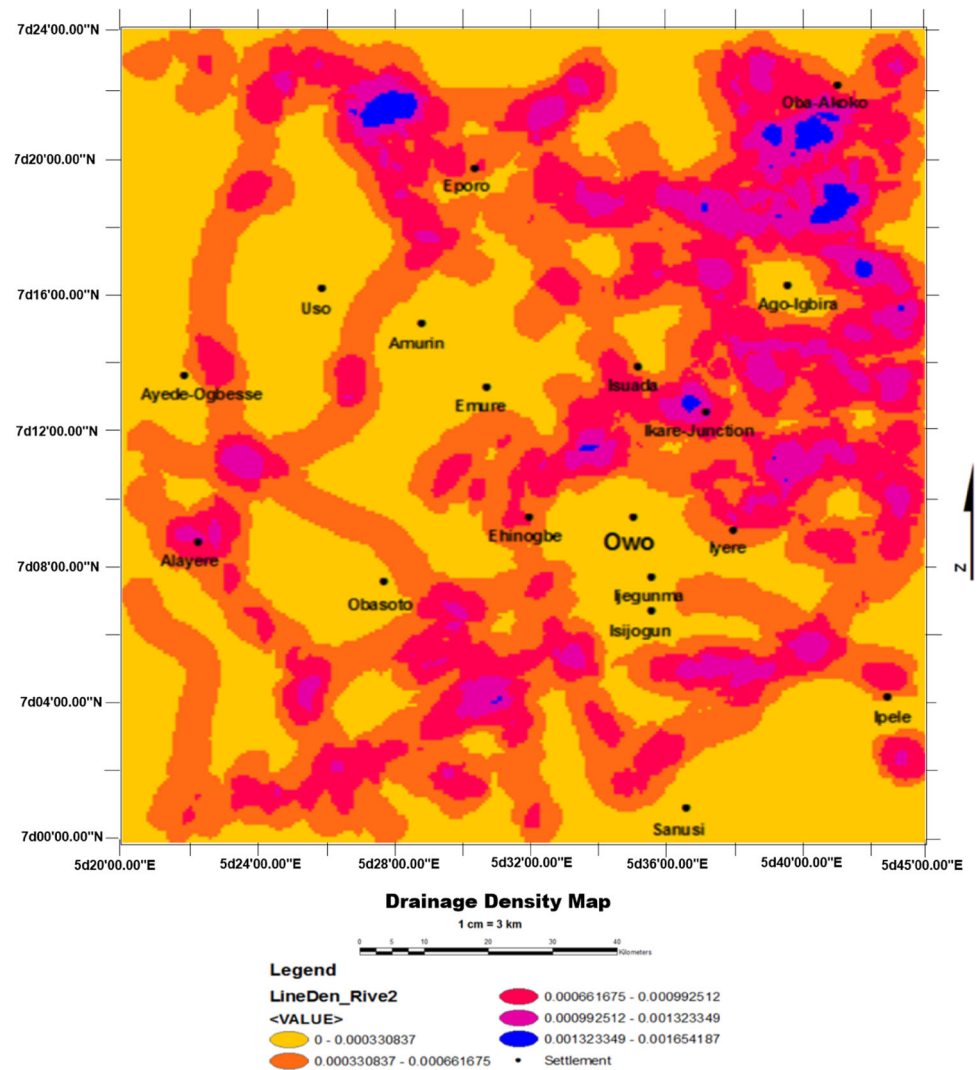 7d24'00.00"N
Oba-Akoko
7d20'00.00"N
Eporo
7d16'00.00"N
Ago-Igbira
Uso
Amurin
Isuada
Ayede-Ogbesse
Emure
7d12'00.00"N
Ikare-Junction
Ehinogbe
Owo
Iyere
Alayere
7d08'00.00"N
Z
Obasoto
Ijegunma
Isijogun
7d04'00.00"N
Ipele
Sanusi
7d00'00.00"N
5d20'00.00"E 5d24'00.00"E 5d28'00.00"E 5d32'00.00"E 5d36'00.00"E 5d40'00.00"E 5d45'00.00"E
Drainage Density Map
1 cm = 3 km
0 5 10 20 30 40
Kilometers
Legend
LineDen_Rive2
<VALUE>
0 - 0.000330837
0.000330837 - 0.000661675
0.000661675 - 0.000992512
0.000992512 - 0.001323349
0.001323349 - 0.001654187
Settlement